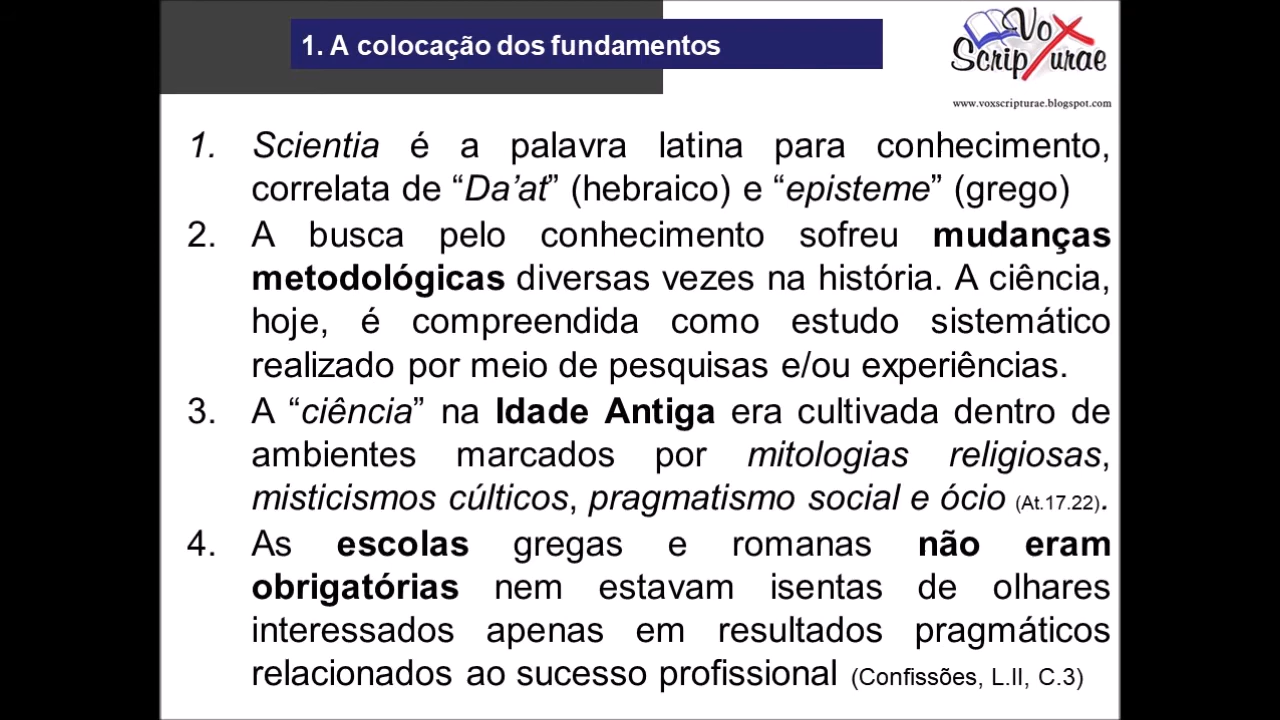 1. A colocação dos fundamentos
Vox
Scripturae
www.voxscripturae.blogspot.com
1. Scientia é a palavra latina para conhecimento,
correlata de “Da’at” (hebraico) e “episteme” (grego)
2. A busca pelo conhecimento sofreu mudanças
metodológicas diversas vezes na história. A ciência,
hoje, é compreendida como estudo sistemático
realizado por meio de pesquisas e/ou experiências.
3. A “ciência” na Idade Antiga era cultivada dentro de
ambientes marcados por mitologias religiosas,
misticismos cúlticos, pragmatismo social e ócio (At.17.22).
4. As escolas gregas e romanas não eram
obrigatórias nem estavam isentas de olhares
interessados apenas em resultados pragmáticos
relacionados ao sucesso profissional (Confissões, L.II, C.3)